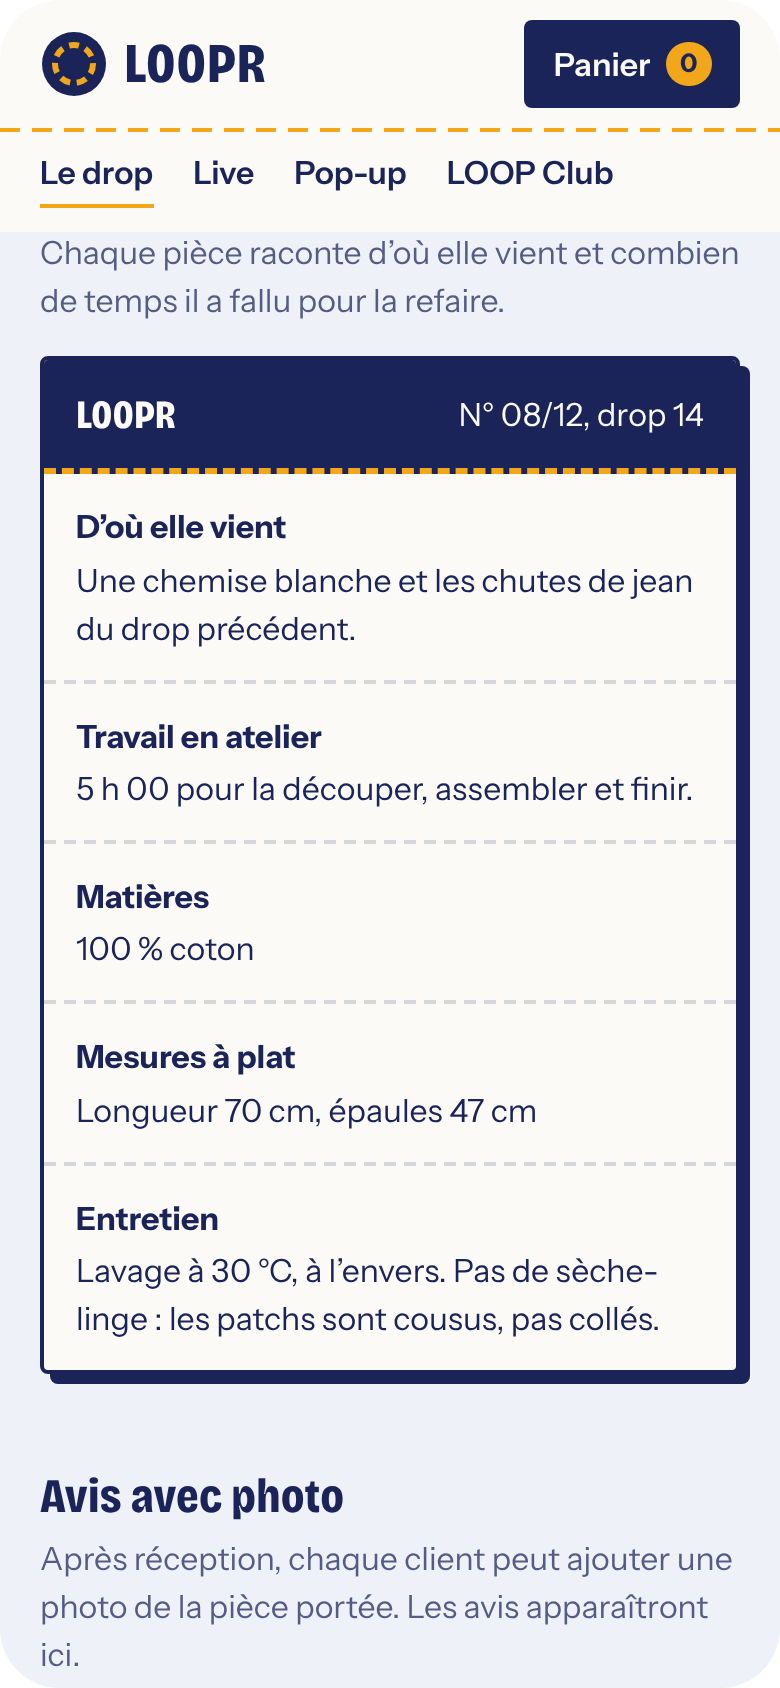 LOOPR
Panier 0
Le drop Live Pop-up LOOP Club
Chaque pièce raconte d’où elle vient et combien
de temps il a fallu pour la refaire.
LOOPR N° 08/12, drop 14
D’où elle vient
Une chemise blanche et les chutes de jean
du drop précédent.
Travail en atelier
5 h 00 pour la découper, assembler et finir.
Matières
100 % coton
Mesures à plat
Longueur 70 cm, épaules 47 cm
Entretien
Lavage à 30 °C, à l’envers. Pas de sèche-
linge : les patchs sont cousus, pas collés.
Avis avec photo
Après réception, chaque client peut ajouter une
photo de la pièce portée. Les avis apparaîtront
ici.